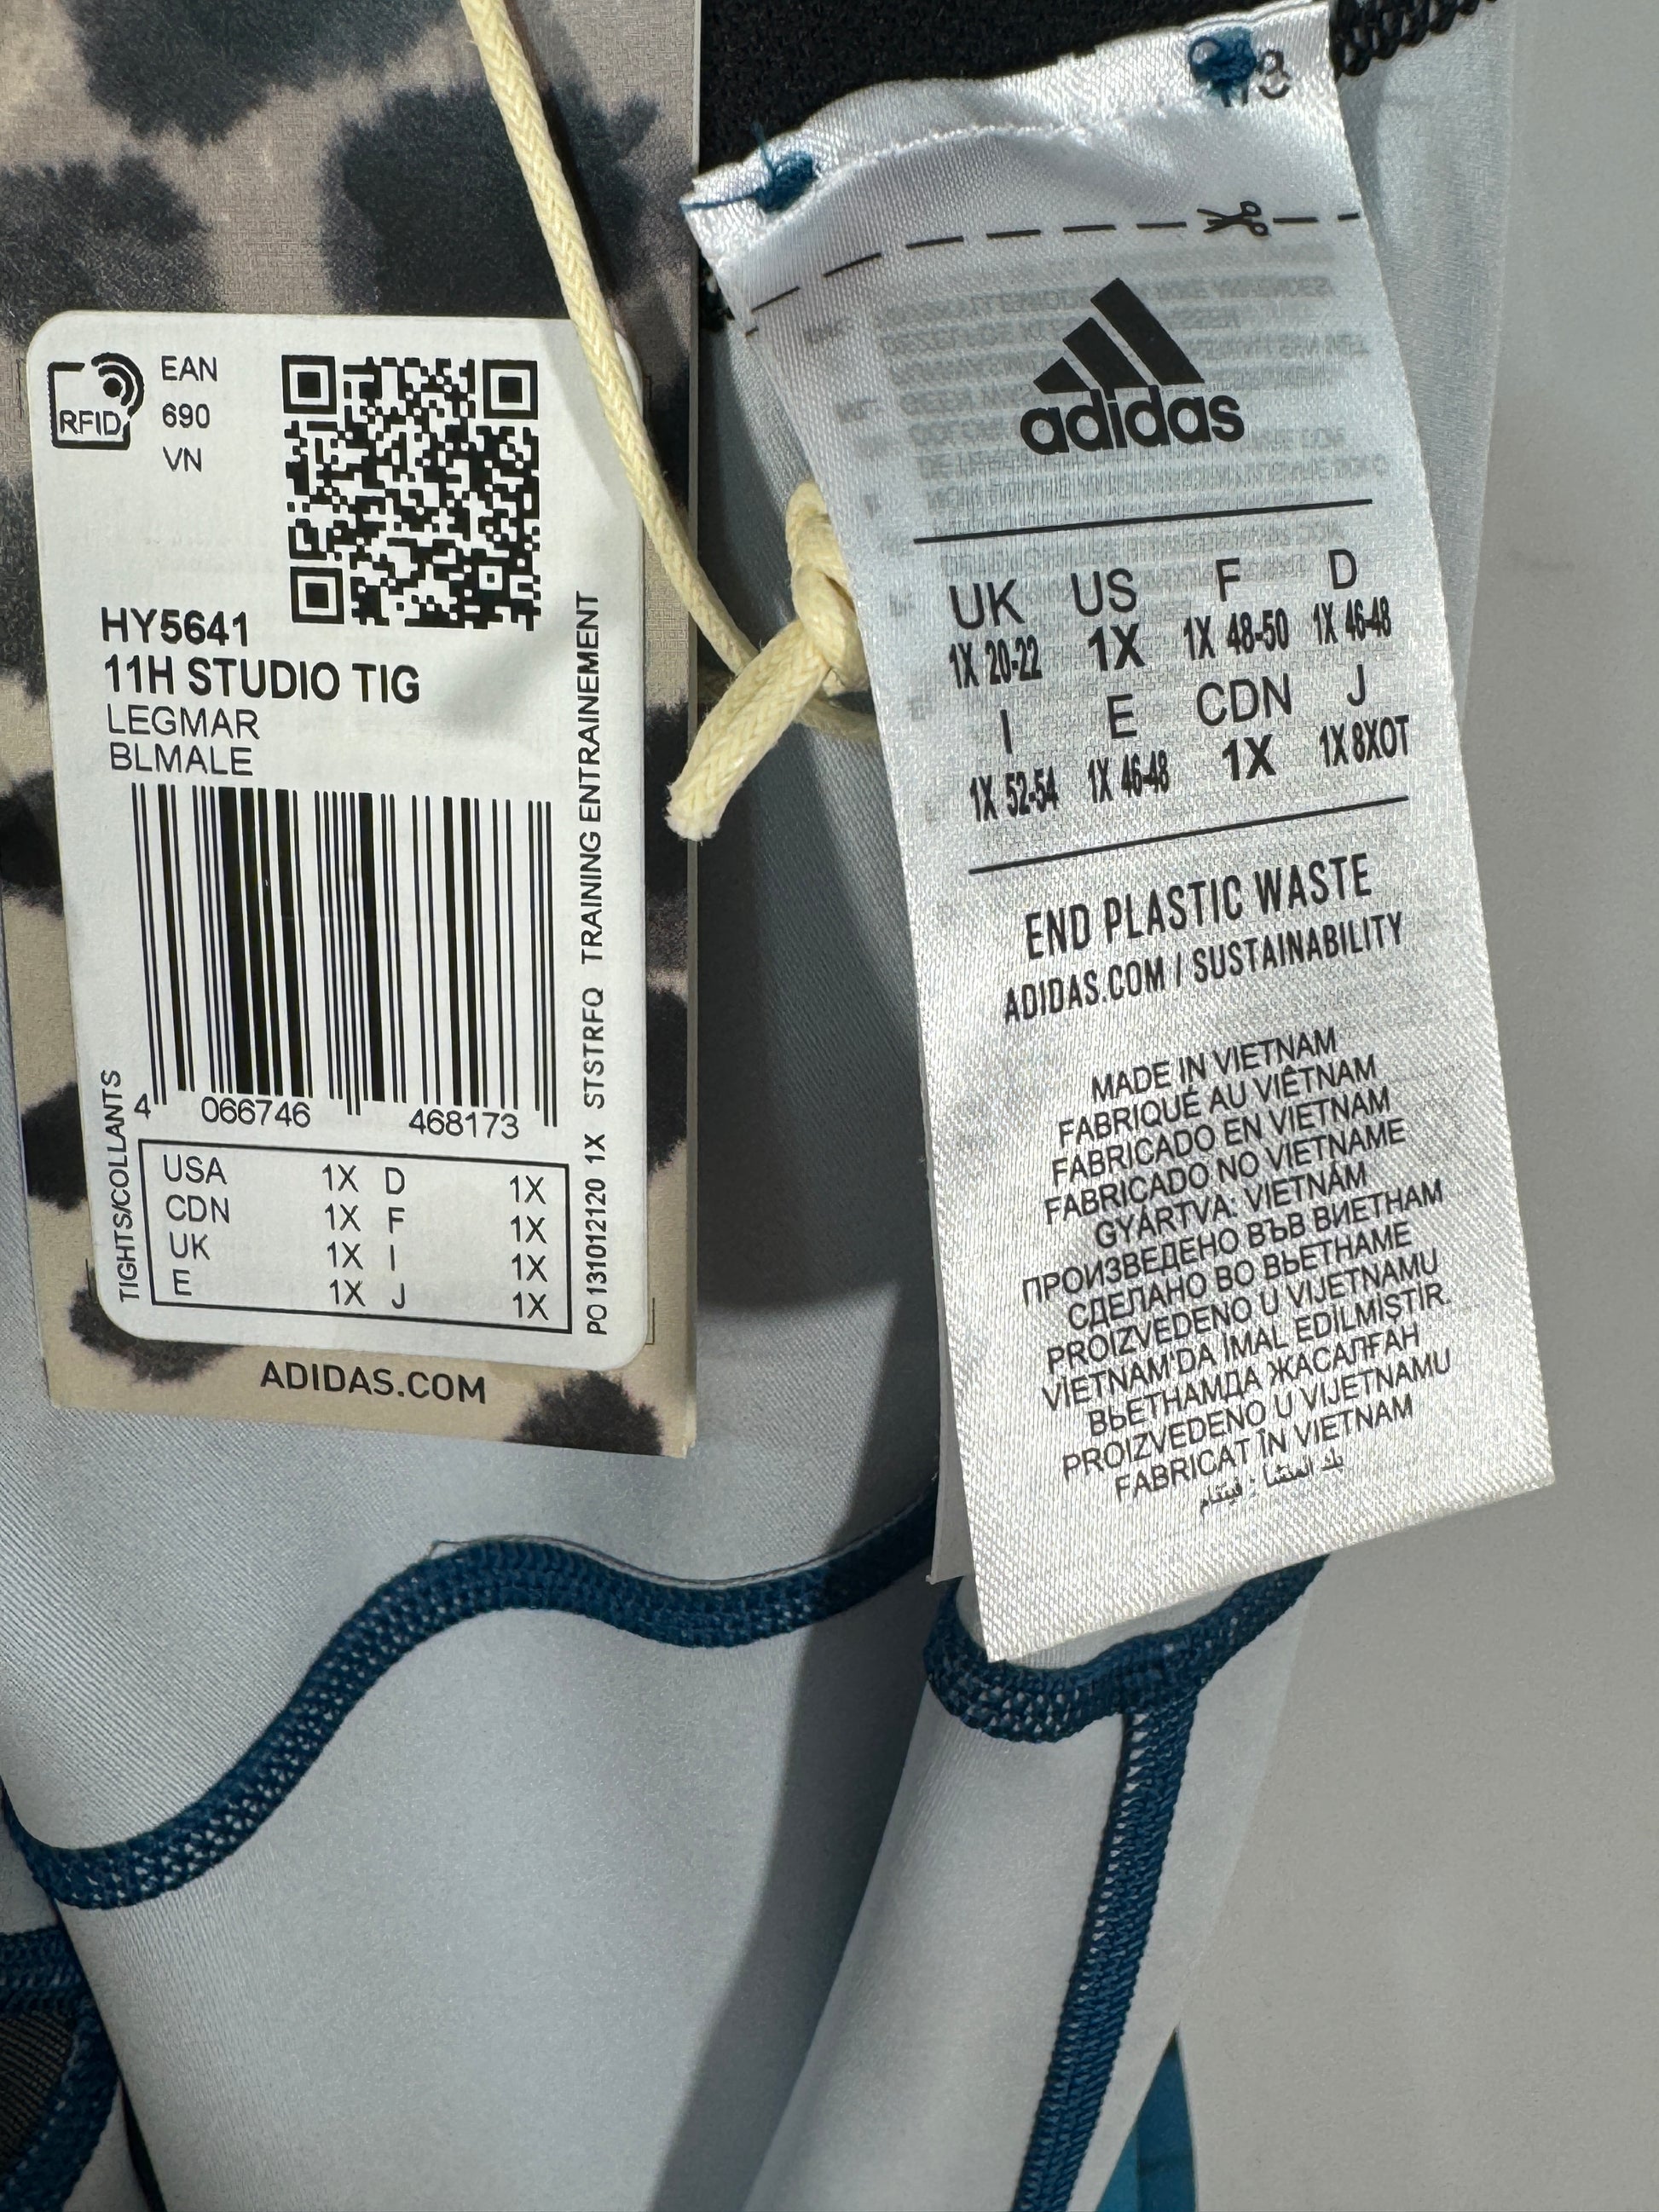 RFID
EAN
690
VN
HY5641
11H STUDIO TIG
LEGMAR
BLMALE
4 066746 468173
TIGHTS/COLLANTS
USA 1X D 1X
CDN 1X F 1X
UK 1X I 1X
E 1X J 1X
PO 131012120 1X STSTRFQ TRAINING ENTRAINEMENT
ADIDAS.COM
adidas
UK US F D
1X 20-22 1X 1X 48-50 1X 46-48
I E CDN J
1X 52-54 1X 46-48 1X 1X 8XOT
END PLASTIC WASTE
ADIDAS.COM / SUSTAINABILITY
MADE IN VIETNAM
FABRIQUÉ AU VIÊTNAM
FABRICADO EN VIETNAM
FABRICADO NO VIETNAME
GYÁRTVA: VIETNÁM
ПРОИЗВЕДЕНО ВЪВ ВИЕТНАМ
СДЕЛАНО ВО ВЬЕТНАМЕ
PROIZVEDENO U VIJETNAMU
VIETNAM'DA İMAL EDİLMİŞTİR.
ВЬЕТНАМДА ЖАСАЛҒАН
PROIZVEDENO U VIJETNAMU
FABRICAT ÎN VIETNAM
بلد المنشأ : فيتنام